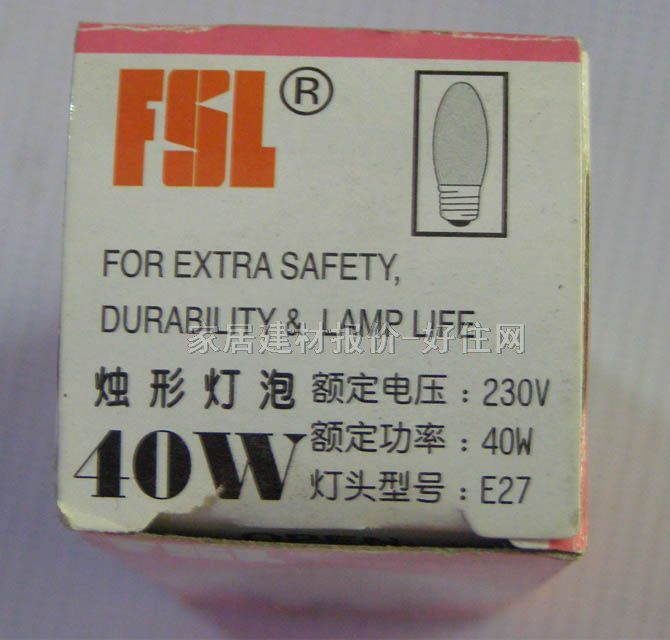 FSL®
FOR EXTRA SAFETY,
DURABILITY & LAMP LIFE
家居建材报价-好住网
烛形灯泡 额定电压：230V
40W 额定功率：40W
灯头型号：E27